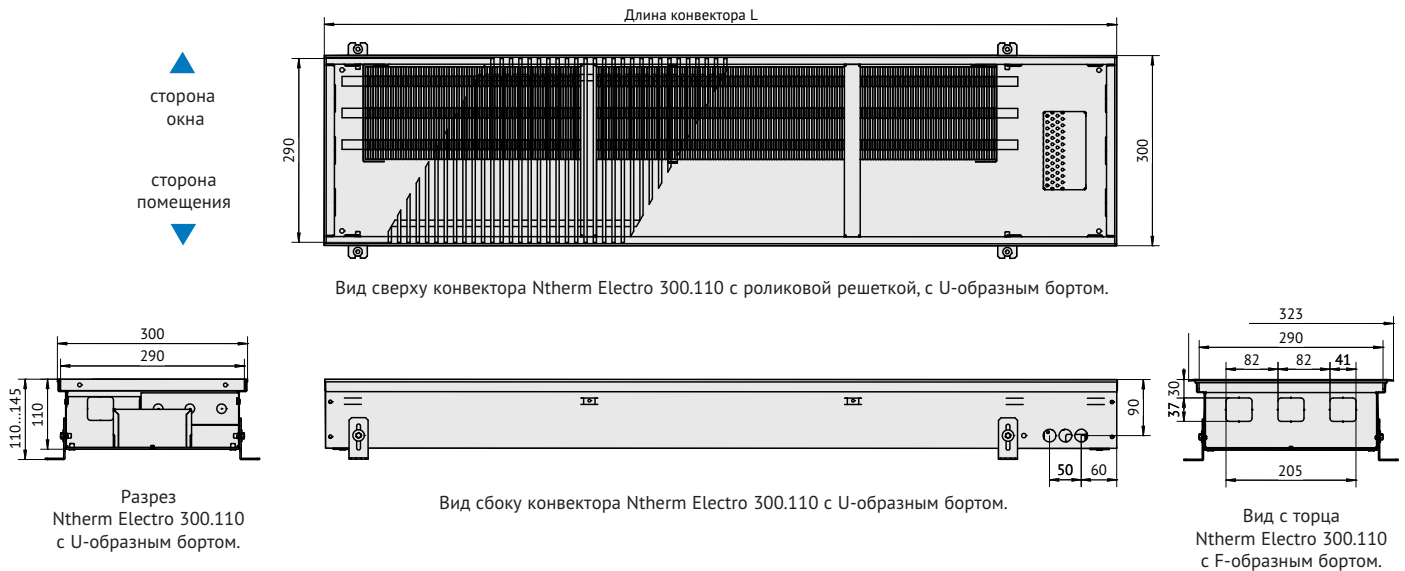 Длина конвектора L
сторона
окна
290
300
сторона
помещения
Вид сверху конвектора Ntherm Electro 300.110 с роликовой решеткой, с U-образным бортом.
300
290
110...145
110
Разрез
Ntherm Electro 300.110
с U-образным бортом.
90
50
60
Вид сбоку конвектора Ntherm Electro 300.110 с U-образным бортом.
323
290
82
82
41
30
37
205
Вид с торца
Ntherm Electro 300.110
с F-образным бортом.